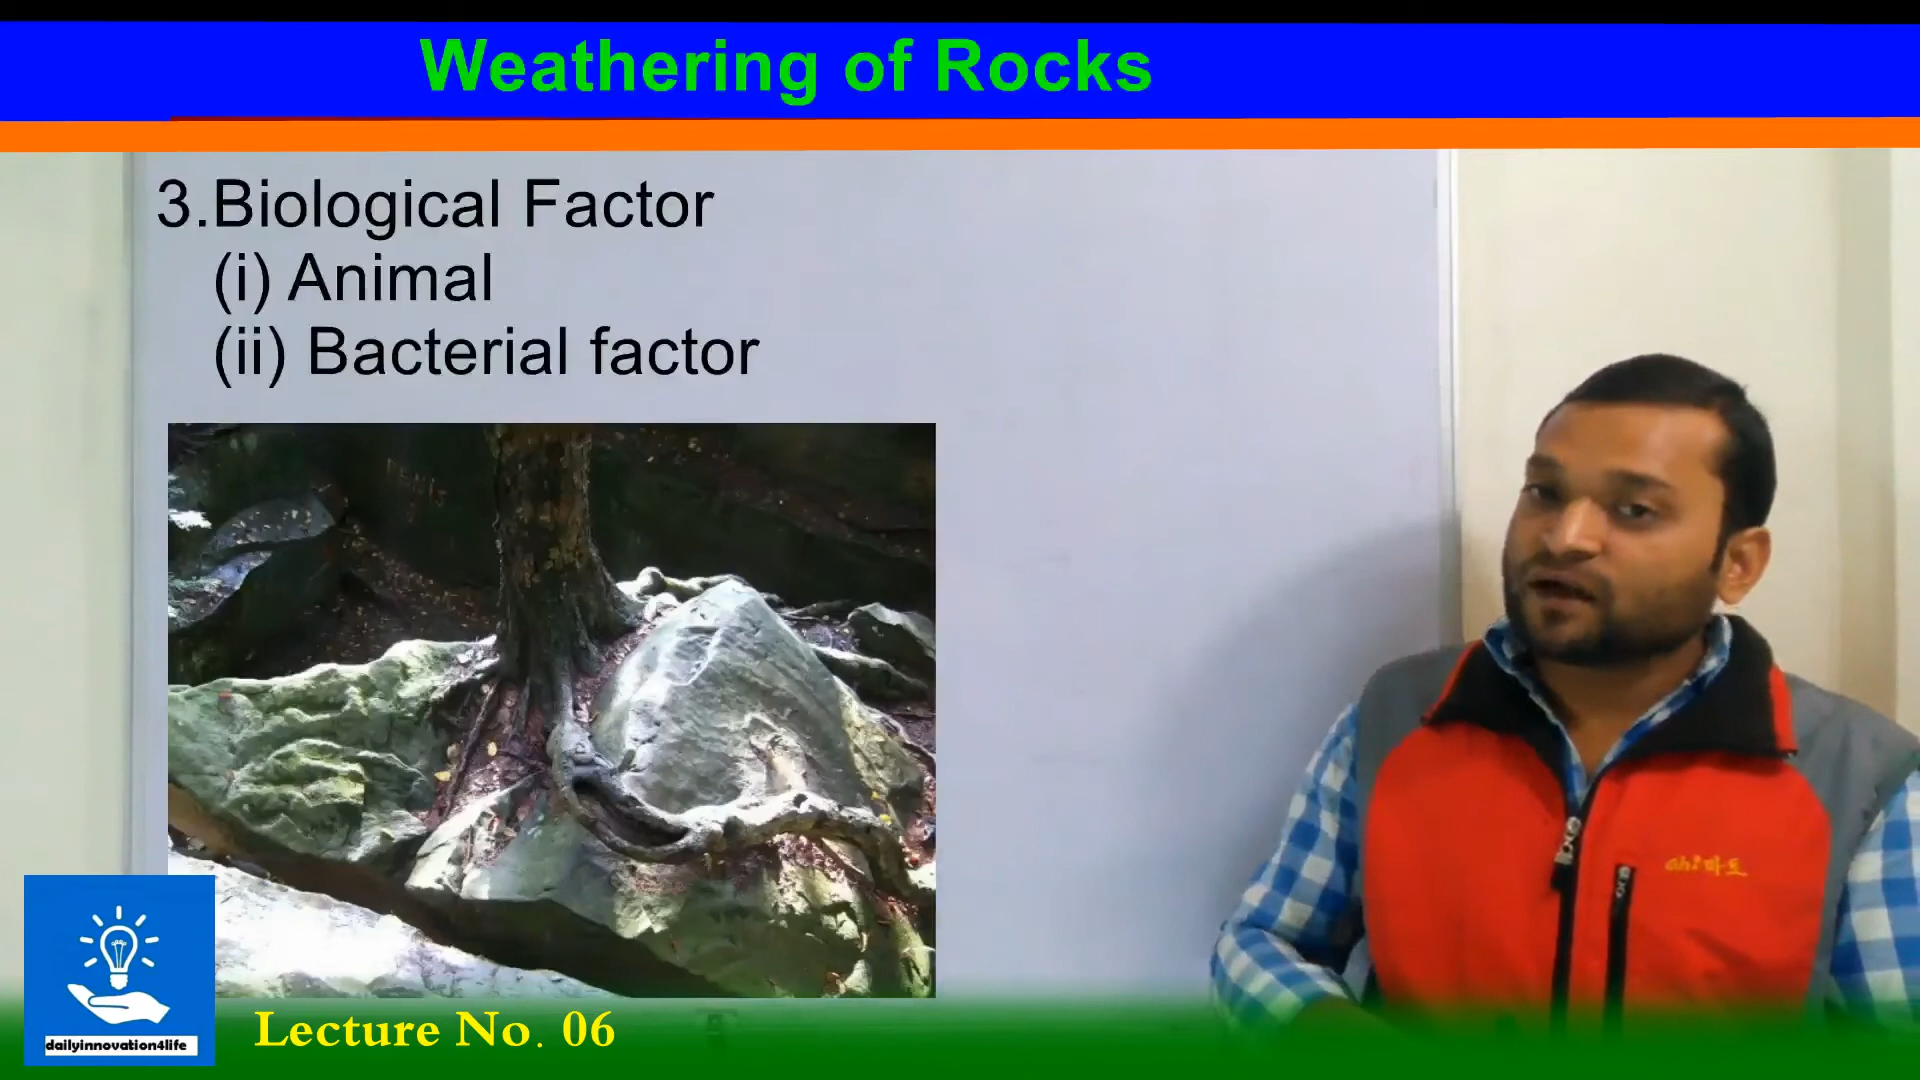 Weathering of Rocks
3.Biological Factor
(i) Animal
(ii) Bacterial factor
dailyinnovation4life
Lecture No. 06